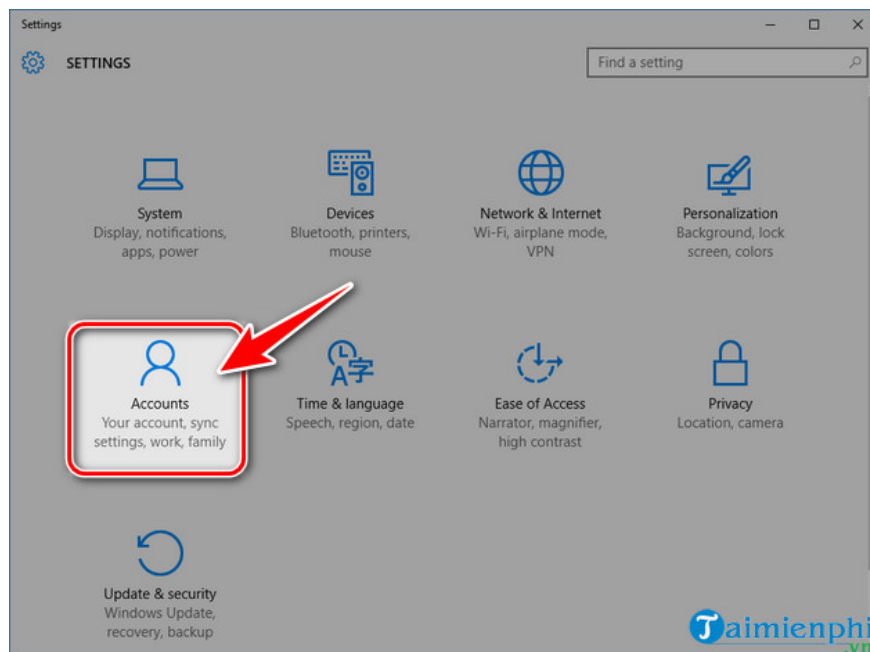 Settings
SETTINGS
Find a setting
System
Display, notifications,
apps, power
Devices
Bluetooth, printers,
mouse
Network & Internet
Wi-Fi, airplane mode,
VPN
Personalization
Background, lock
screen, colors
Accounts
Your account, sync
settings, work, family
Time & language
Speech, region, date
Ease of Access
Narrator, magnifier,
high contrast
Privacy
Location, camera
Update & security
Windows Update,
recovery, backup
Taimienphi
.vn